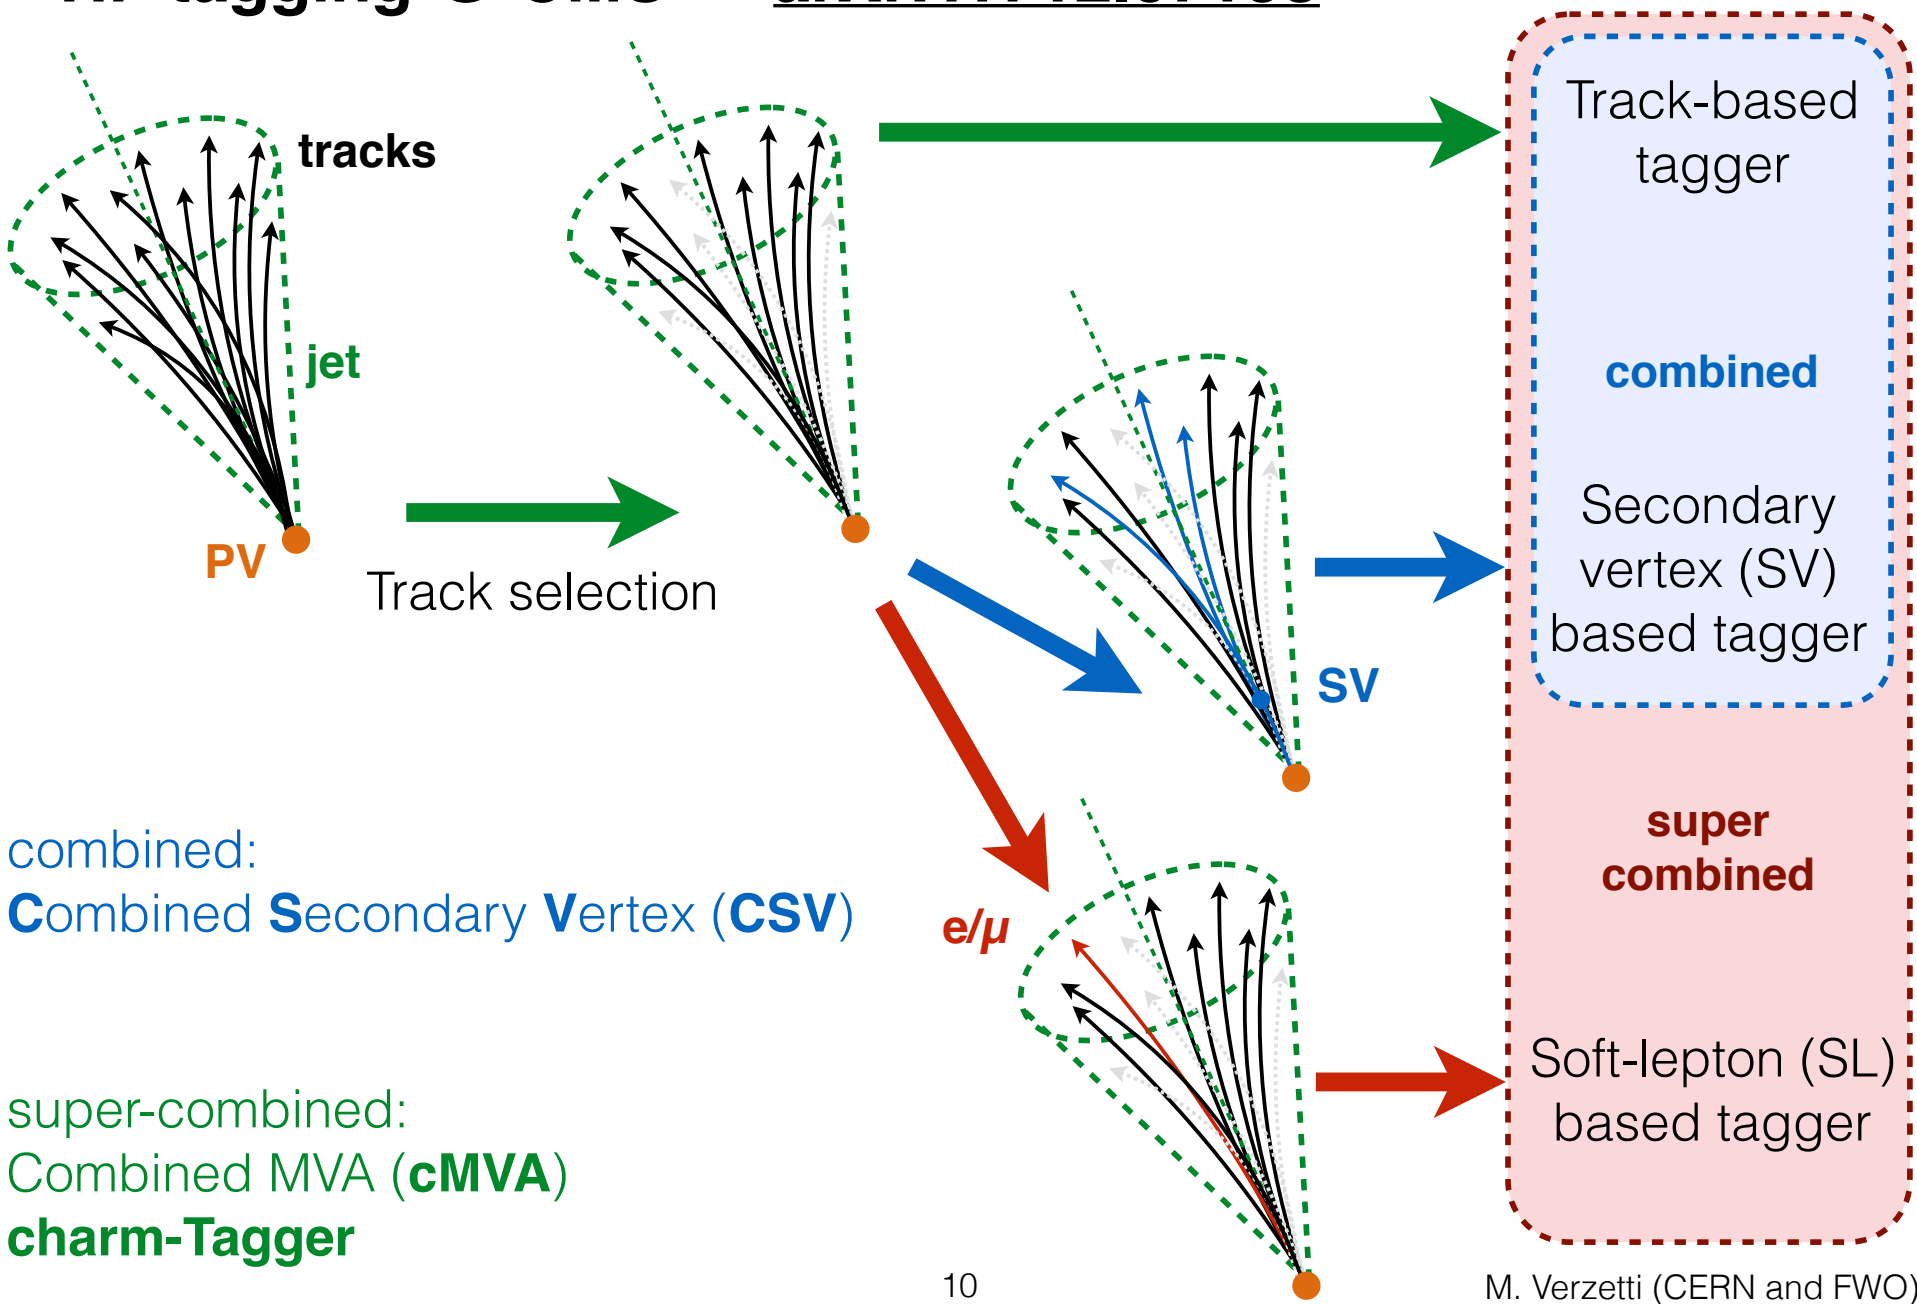 tracks
jet
PV
Track selection
Track-based
tagger
combined
Secondary
vertex (SV)
based tagger
SV
super
combined
combined:
Combined Secondary Vertex (CSV)
e/μ
Soft-lepton (SL)
based tagger
super-combined:
Combined MVA (cMVA)
charm-Tagger
10
M. Verzetti (CERN and FWO)